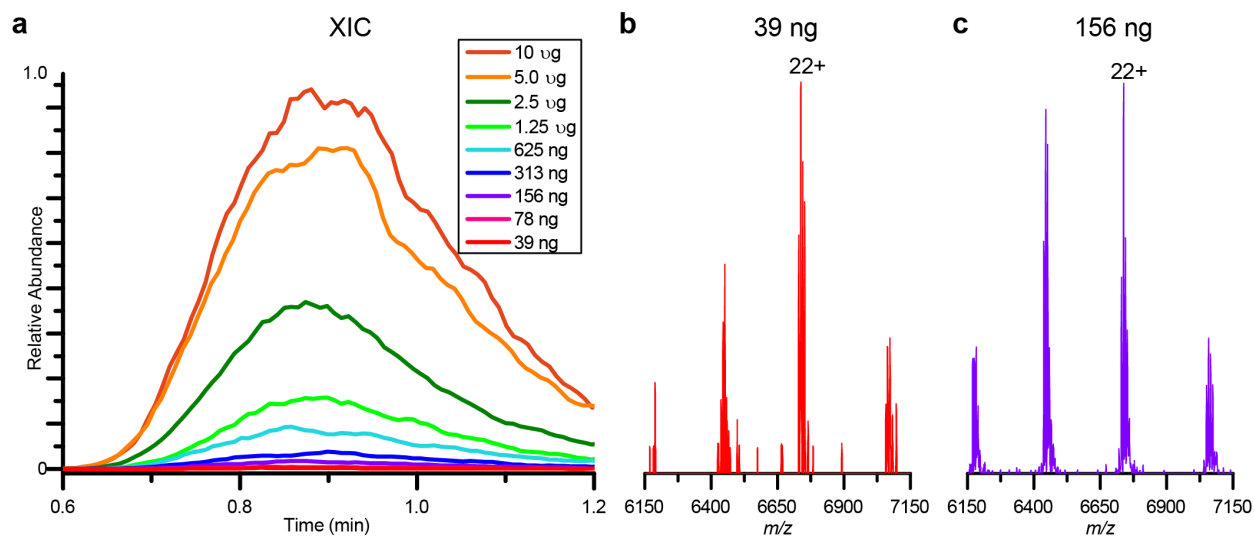 a
XIC
10 υg
5.0 υg
2.5 υg
1.25 υg
625 ng
313 ng
156 ng
78 ng
39 ng
1.0
0
Relative Abundance
0.6 0.8 1.0 1.2
Time (min)
b
39 ng
22+
6150 6400 6650 6900 7150
m/z
c
156 ng
22+
6150 6400 6650 6900 7150
m/z